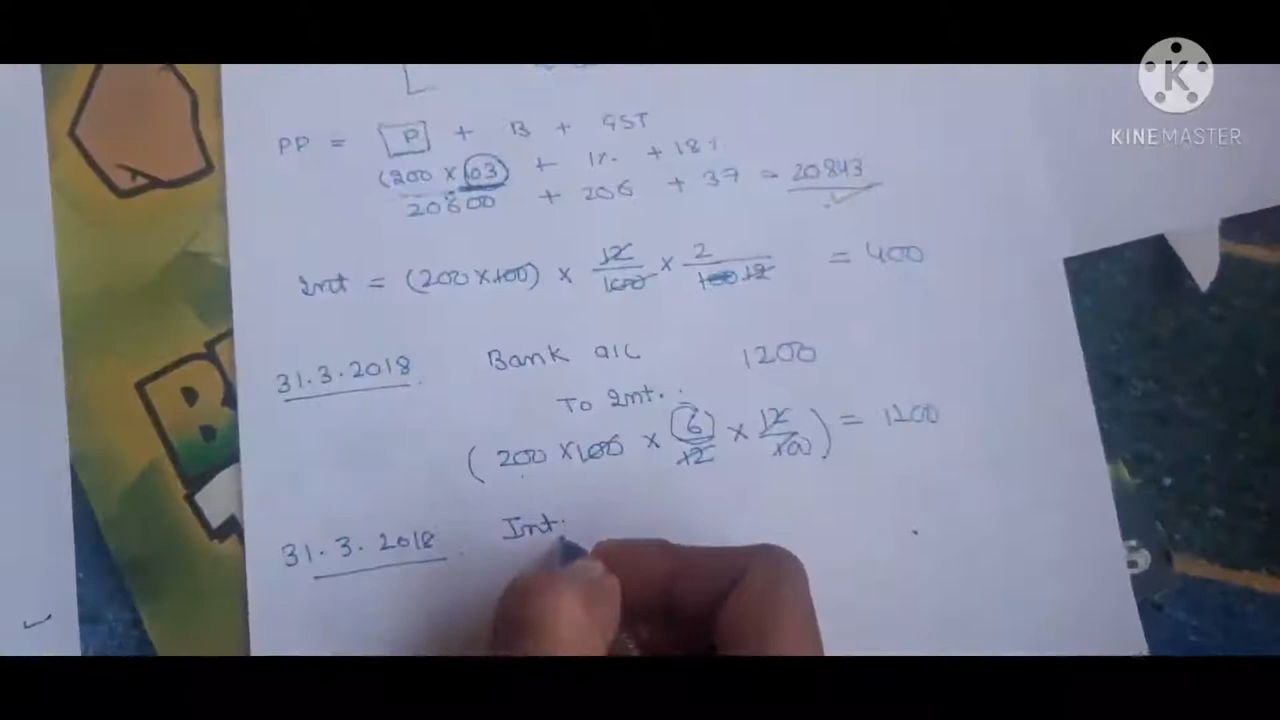 PP = P + B + GST
(200 × 103) + 1%. + 18%
20600 + 206 + 37 = 20843
Int = (200×100) × 12/100 × 2/12 = 400
31.3.2018 Bank a/c 1200
To Int.
(200 × 100 × 6/12 × 12/100) = 1200
31.3.2018 Int.
KINEMASTER